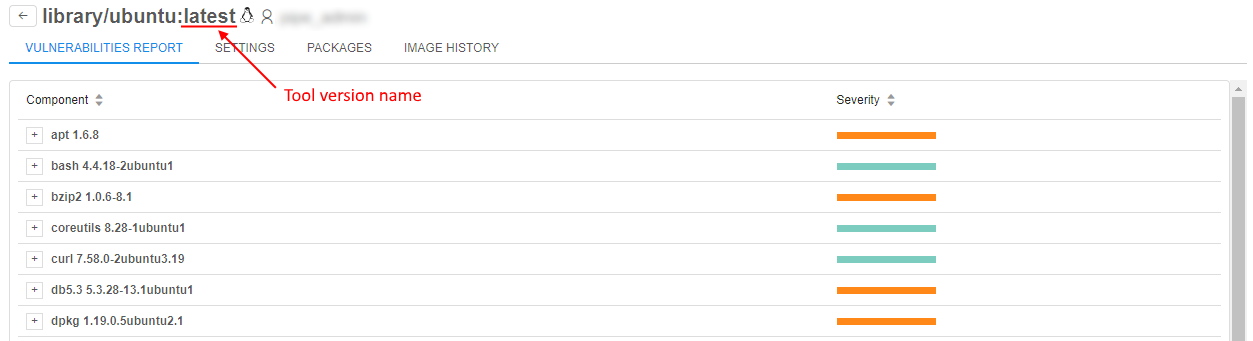 library/ubuntu:latest
VULNERABILITIES REPORT SETTINGS PACKAGES IMAGE HISTORY
Tool version name
Component Severity
apt 1.6.8
bash 4.4.18-2ubuntu1
bzip2 1.0.6-8.1
coreutils 8.28-1ubuntu1
curl 7.58.0-2ubuntu3.19
db5.3 5.3.28-13.1ubuntu1
dpkg 1.19.0.5ubuntu2.1